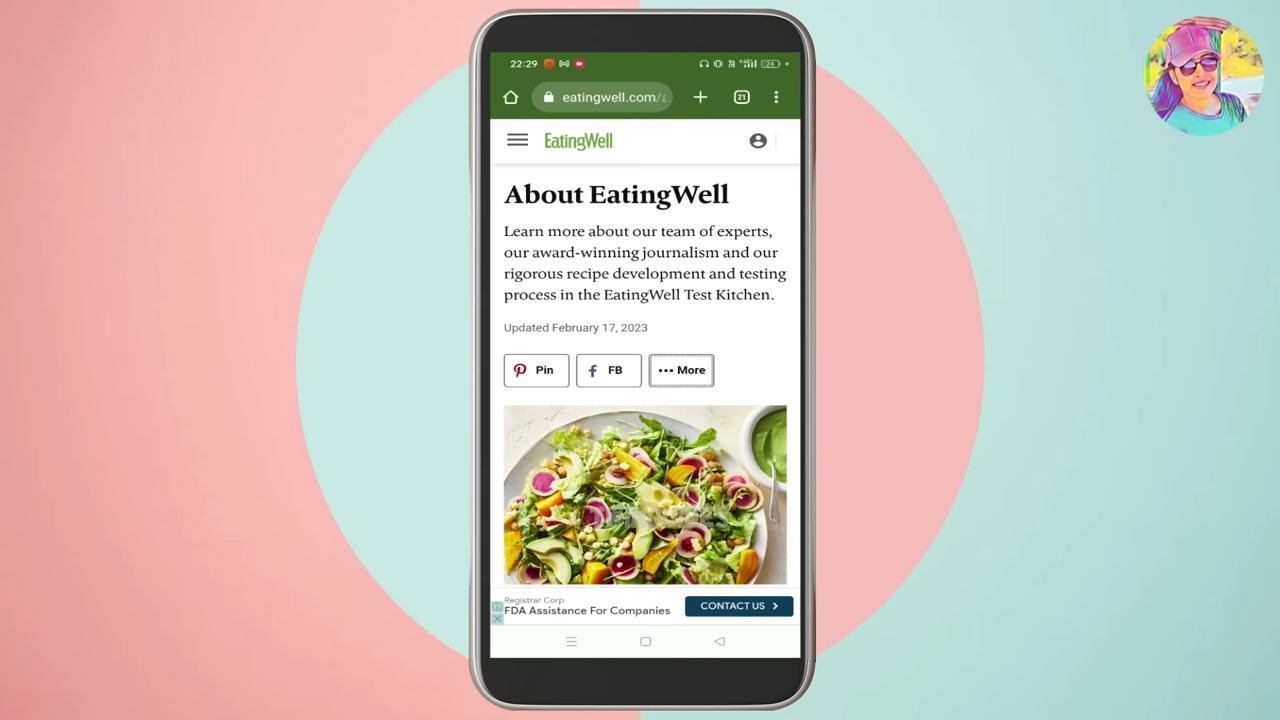 22:29
24
eatingwell.com/
21
EatingWell
About EatingWell
Learn more about our team of experts,
our award-winning journalism and our
rigorous recipe development and testing
process in the EatingWell Test Kitchen.
Updated February 17, 2023
Pin
FB
••• More
Registrar Corp
FDA Assistance For Companies
CONTACT US